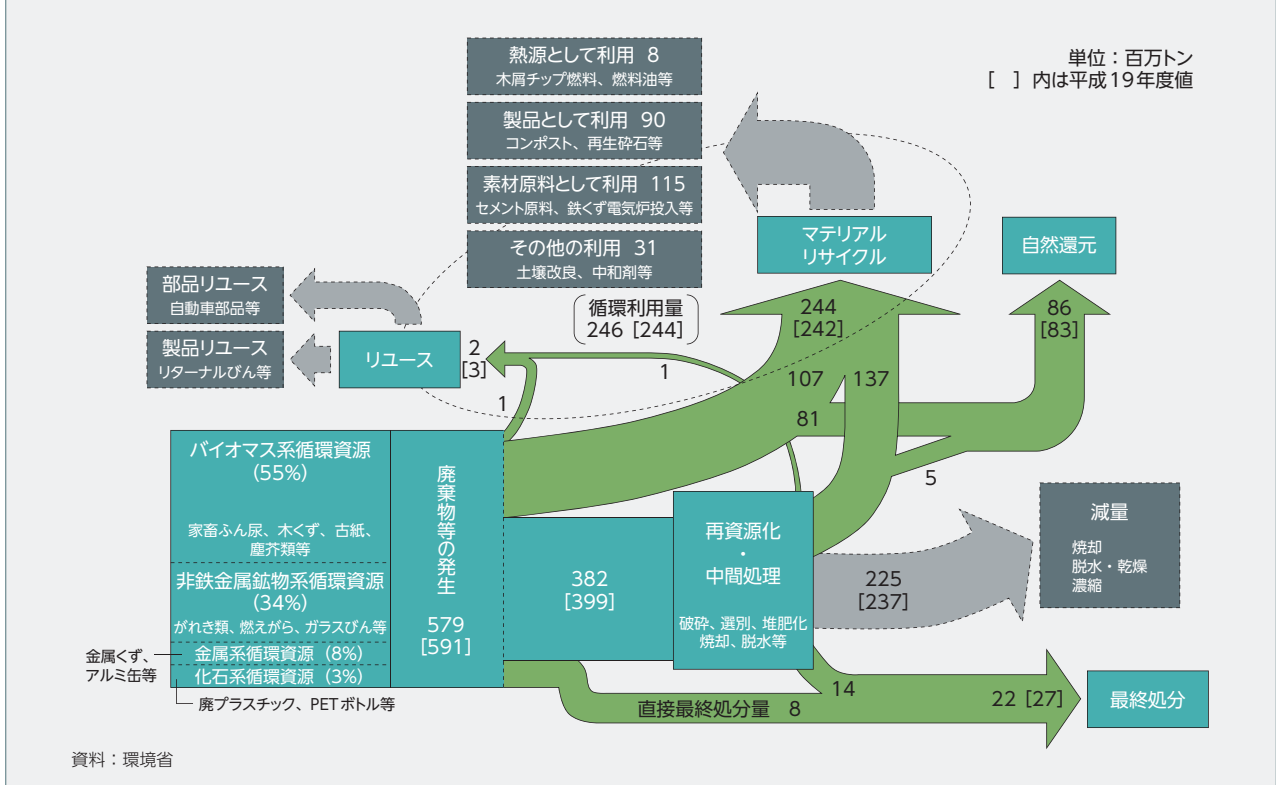 単位：百万トン
[　] 内は平成19年度値
熱源として利用 8
木屑チップ燃料、燃料油等
製品として利用 90
コンポスト、再生砕石等
素材原料として利用 115
セメント原料、鉄くず電気炉投入等
その他の利用 31
土壌改良、中和剤等
マテリアル
リサイクル
自然還元
部品リユース
自動車部品等
製品リユース
リターナルびん等
リユース
2
[3]
循環利用量
246 [244]
244
[242]
86
[83]
1
1
107
137
81
5
バイオマス系循環資源
(55%)
家畜ふん尿、木くず、古紙、
塵芥類等
非鉄金属鉱物系循環資源
(34%)
がれき類、燃えがら、ガラスびん等
金属系循環資源（8%）
化石系循環資源（3%）
金属くず、
アルミ缶等
廃プラスチック、PETボトル等
廃棄物等の発生
579
[591]
382
[399]
再資源化
・
中間処理
破砕、選別、堆肥化
焼却、脱水等
225
[237]
減量
焼却
脱水・乾燥
濃縮
14
直接最終処分量 8
22 [27]
最終処分
資料：環境省